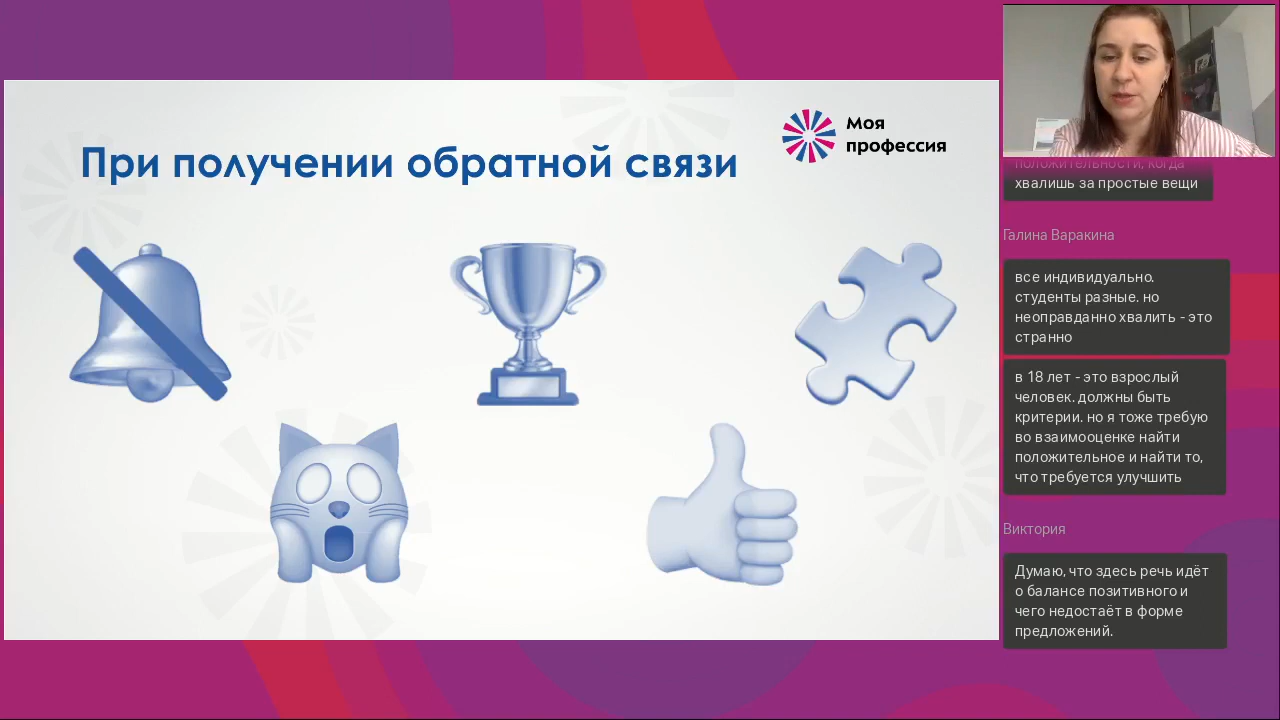 При получении обратной связи
Моя
профессия
положительности, когда
хвалишь за простые вещи
Галина Варакина
все индивидуально.
студенты разные. но
неоправданно хвалить - это
странно
в 18 лет - это взрослый
человек. должны быть
критерии. но я тоже требую
во взаимооценке найти
положительное и найти то,
что требуется улучшить
Виктория
Думаю, что здесь речь идёт
о балансе позитивного и
чего недостаёт в форме
предложений.